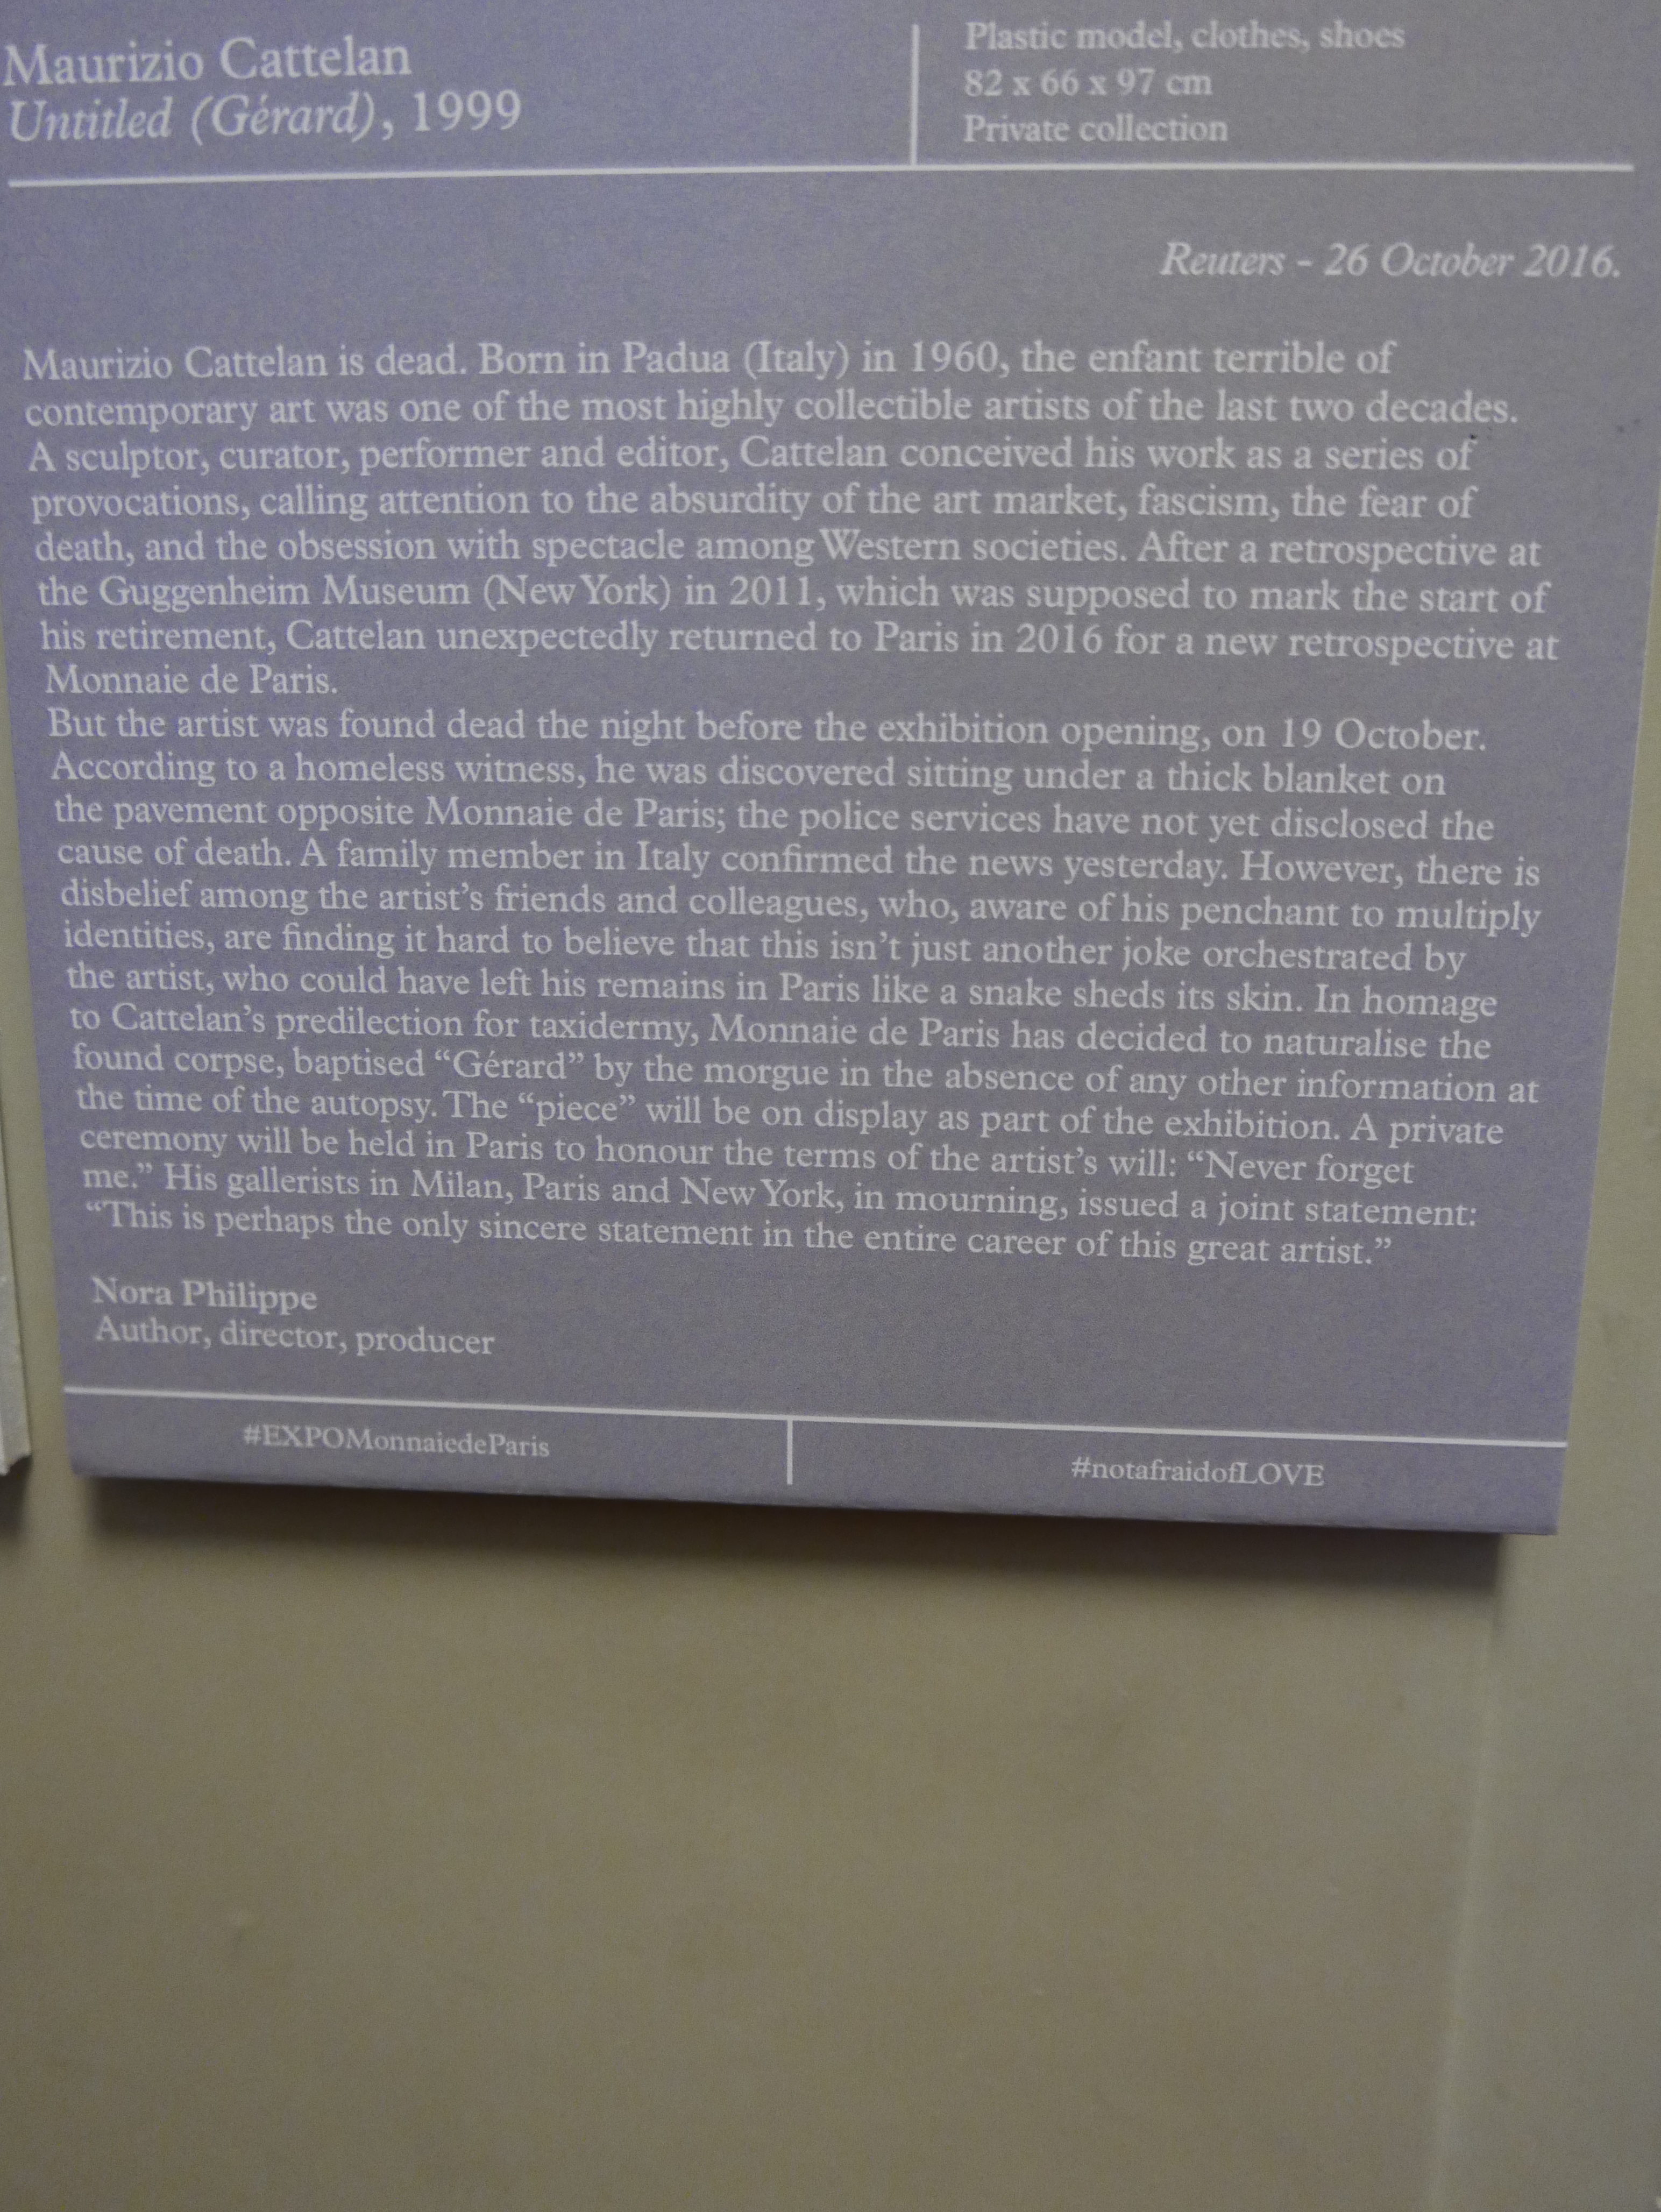 Maurizio Cattelan
Untitled (Gérard), 1999
Plastic model, clothes, shoes
82 x 66 x 97 cm
Private collection
Reuters - 26 October 2016.
Maurizio Cattelan is dead. Born in Padua (Italy) in 1960, the enfant terrible of
contemporary art was one of the most highly collectible artists of the last two decades.
A sculptor, curator, performer and editor, Cattelan conceived his work as a series of
provocations, calling attention to the absurdity of the art market, fascism, the fear of
death, and the obsession with spectacle among Western societies. After a retrospective at
the Guggenheim Museum (New York) in 2011, which was supposed to mark the start of
his retirement, Cattelan unexpectedly returned to Paris in 2016 for a new retrospective at
Monnaie de Paris.
But the artist was found dead the night before the exhibition opening, on 19 October.
According to a homeless witness, he was discovered sitting under a thick blanket on
the pavement opposite Monnaie de Paris; the police services have not yet disclosed the
cause of death. A family member in Italy confirmed the news yesterday. However, there is
disbelief among the artist's friends and colleagues, who, aware of his penchant to multiply
identities, are finding it hard to believe that this isn't just another joke orchestrated by
the artist, who could have left his remains in Paris like a snake sheds its skin. In homage
to Cattelan's predilection for taxidermy, Monnaie de Paris has decided to naturalise the
found corpse, baptised “Gérard” by the morgue in the absence of any other information at
the time of the autopsy. The “piece” will be on display as part of the exhibition. A private
ceremony will be held in Paris to honour the terms of the artist's will: “Never forget
me.” His gallerists in Milan, Paris and New York, in mourning, issued a joint statement:
“This is perhaps the only sincere statement in the entire career of this great artist.”
Nora Philippe
Author, director, producer
#EXPOMonnaiedeParis
#notafraidofLOVE